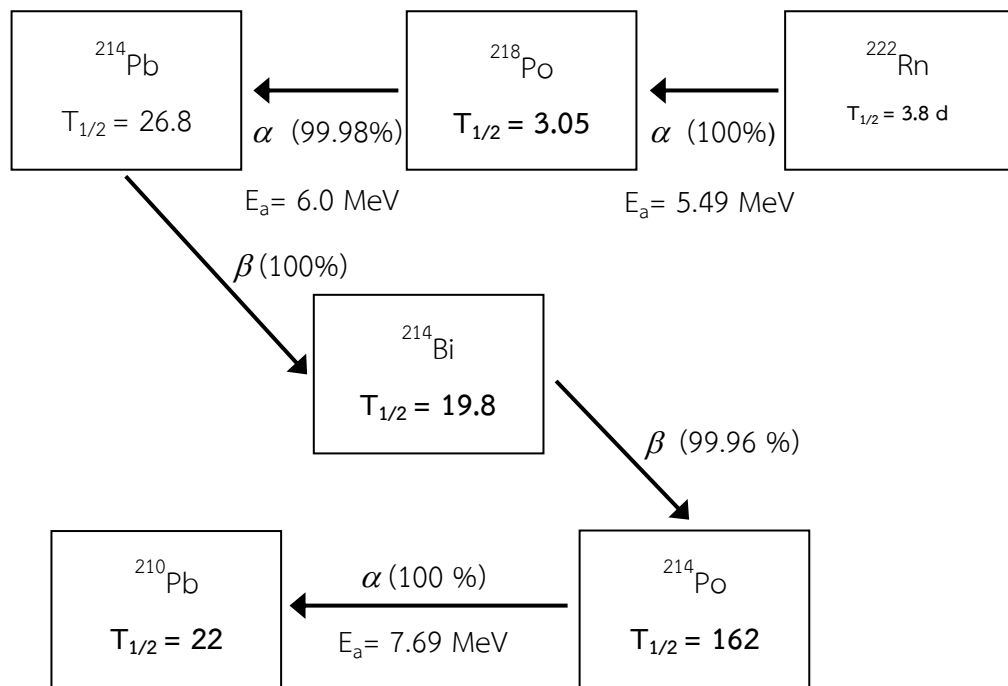 ²¹⁴Pb
T₁/₂ = 26.8
α (99.98%)
Eₐ= 6.0 MeV
²¹⁸Po
T₁/₂ = 3.05
α (100%)
Eₐ= 5.49 MeV
²²²Rn
T₁/₂ = 3.8 d
β (100%)
²¹⁴Bi
T₁/₂ = 19.8
β (99.96 %)
²¹⁰Pb
T₁/₂ = 22
α (100 %)
Eₐ= 7.69 MeV
²¹⁴Po
T₁/₂ = 162